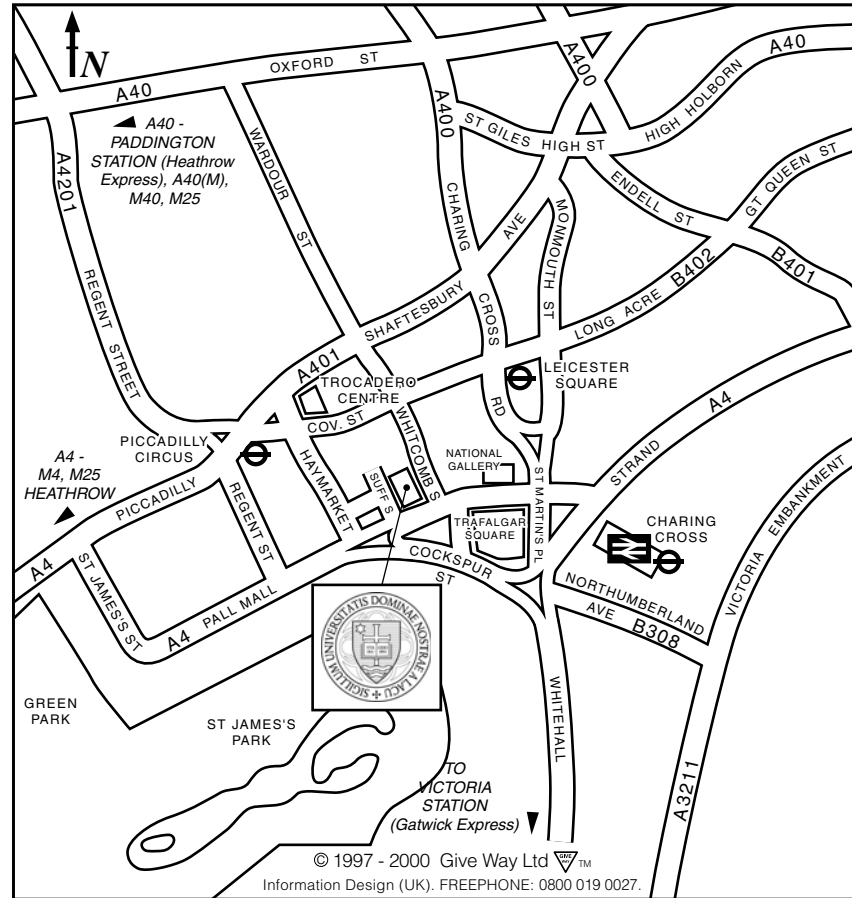 N
OXFORD ST
A40
A400
A400
A40
HIGH HOLBORN
ST GILES HIGH ST
A40 -
PADDINGTON
STATION (Heathrow
Express), A40(M),
M40, M25
A4201
WARDOUR ST
CHARING CROSS RD
ENDELL ST
GT QUEEN ST
MONMOUTH ST
SHAFTESBURY AVE
B402
B401
REGENT STREET
LONG ACRE
A401
TROCADERO
CENTRE
LEICESTER
SQUARE
COV. ST
WHITCOMB S
A4
STRAND
PICCADILLY
CIRCUS
NATIONAL
GALLERY
A4 -
M4, M25
HEATHROW
PICCADILLY
HAYMARKET
SUFF S
REGENT ST
ST MARTIN'S PL
TRAFALGAR
SQUARE
CHARING
CROSS
VICTORIA EMBANKMENT
A4
ST JAMES'S ST
A4 PALL MALL
COCKSPUR
ST
NORTHUMBERLAND
AVE B308
SIGILLUM UNIVERSITATIS DOMINAE NOSTRAE A LACU
GREEN
PARK
ST JAMES'S
PARK
WHITEHALL
A3211
TO
VICTORIA
STATION
(Gatwick Express)
© 1997 - 2000 Give Way Ltd GIVE WAY TM
Information Design (UK). FREEPHONE: 0800 019 0027.